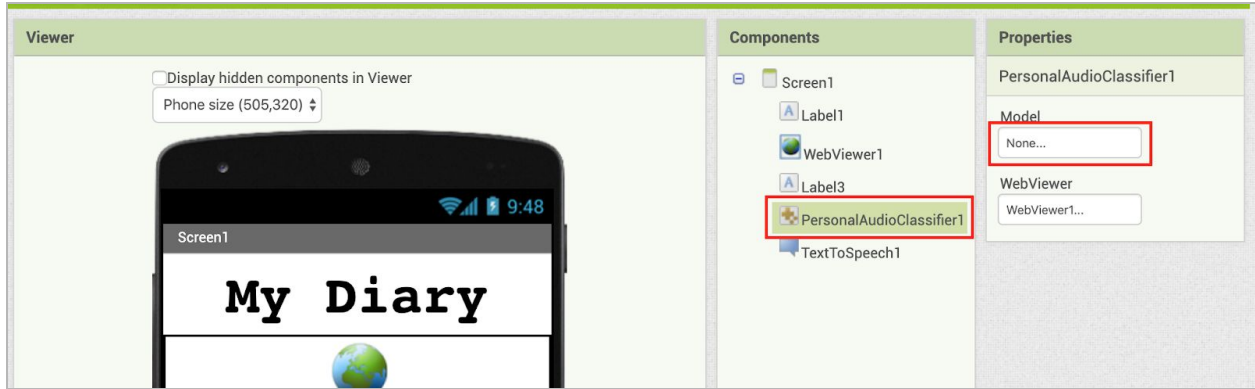 Viewer
Display hidden components in Viewer
Phone size (505,320)
9:48
Screen1
My Diary
Components
Screen1
A Label1
WebViewer1
A Label3
PersonalAudioClassifier1
TextToSpeech1
Properties
PersonalAudioClassifier1
Model
None...
WebViewer
WebViewer1...